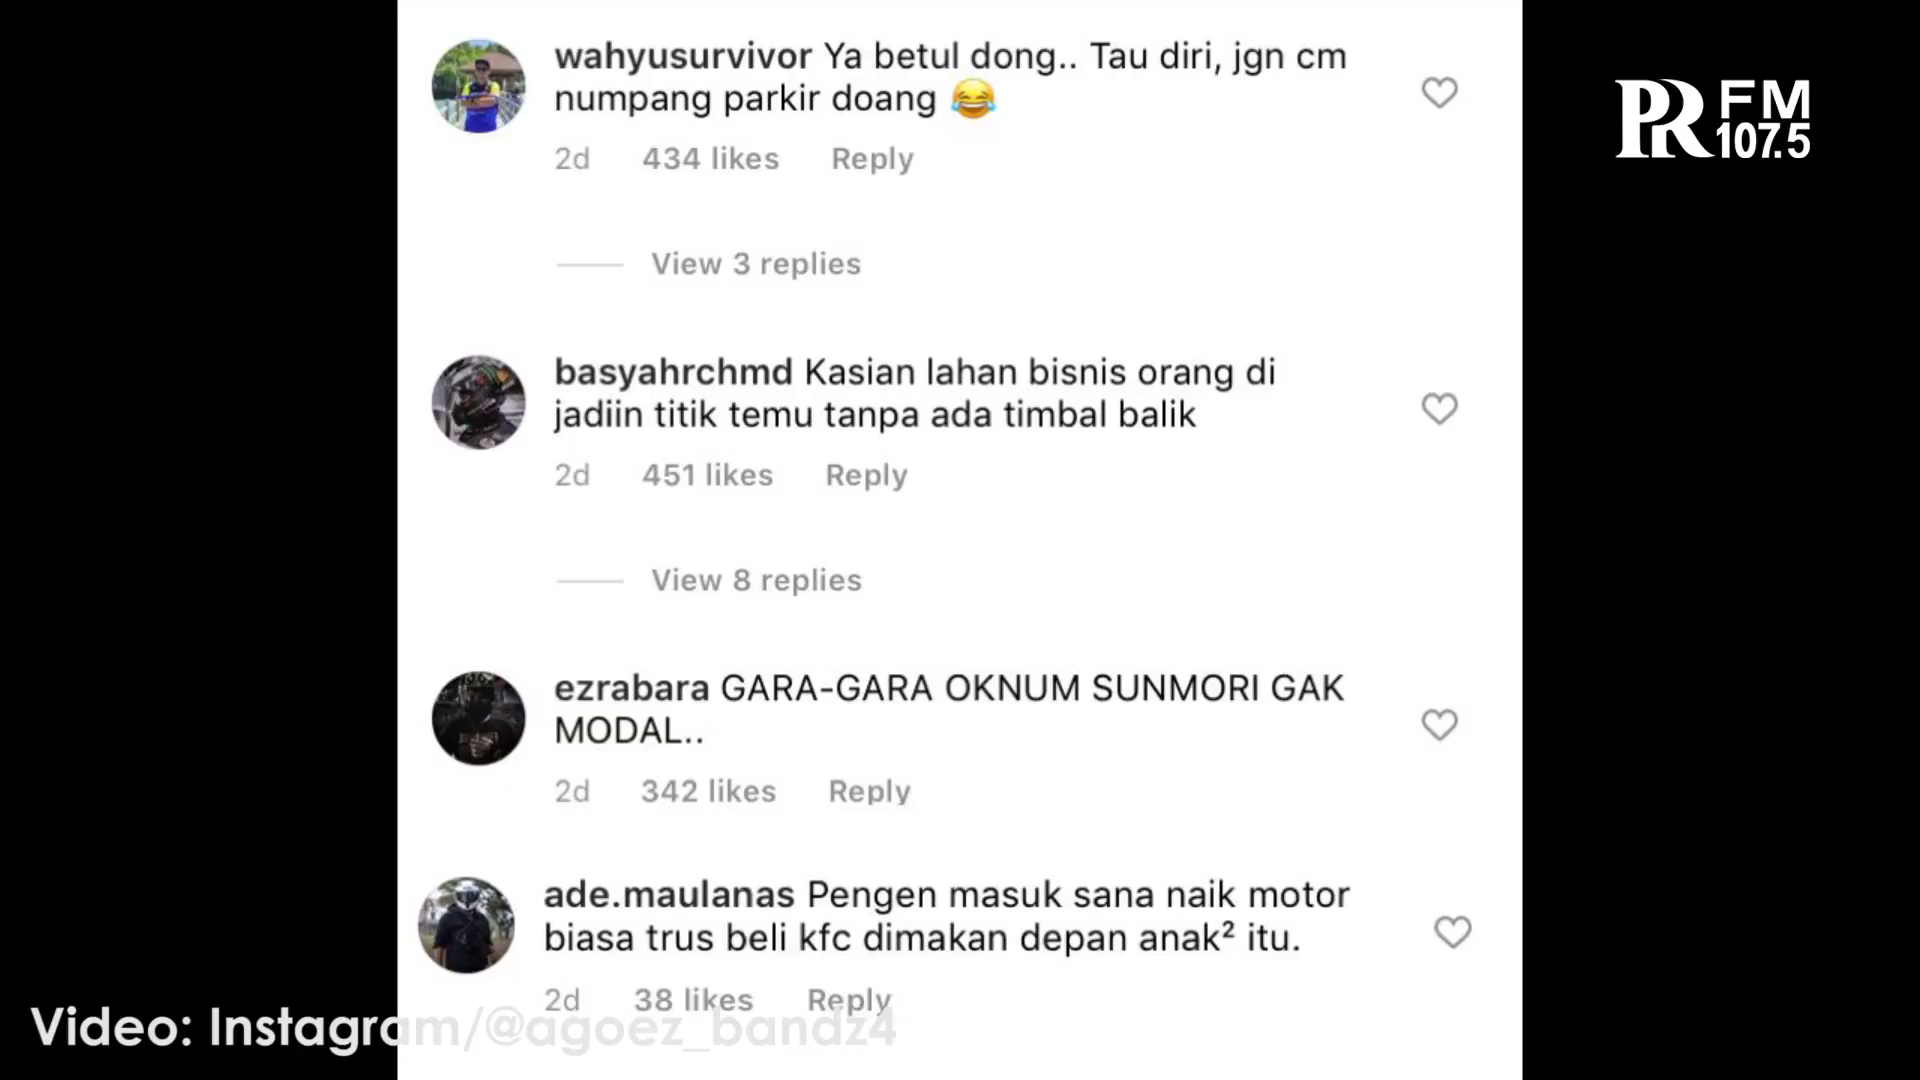 wahyusurvivor Ya betul dong.. Tau diri, jgn cm
numpang parkir doang 😂
2d 434 likes Reply
View 3 replies
basyahrchmd Kasian lahan bisnis orang di
jadiin titik temu tanpa ada timbal balik
2d 451 likes Reply
View 8 replies
ezrabara GARA-GARA OKNUM SUNMORI GAK
MODAL..
2d 342 likes Reply
ade.maulanas Pengen masuk sana naik motor
biasa trus beli kfc dimakan depan anak² itu.
2d 38 likes Reply
Video: Instagram/@agoez_bandz4
PR FM
107.5